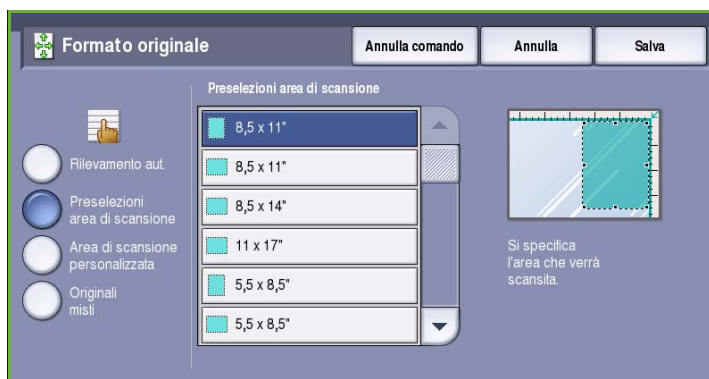 Formato originale
Annulla comando
Annulla
Salva
Preselezioni area di scansione
Rilevamento aut.
Preselezioni
area di scansione
Area di scansione
personalizzata
Originali
misti
8,5 x 11"
8,5 x 11"
8,5 x 14"
11 x 17"
5,5 x 8,5"
5,5 x 8,5"
Si specifica
l'area che verrà
scansita.